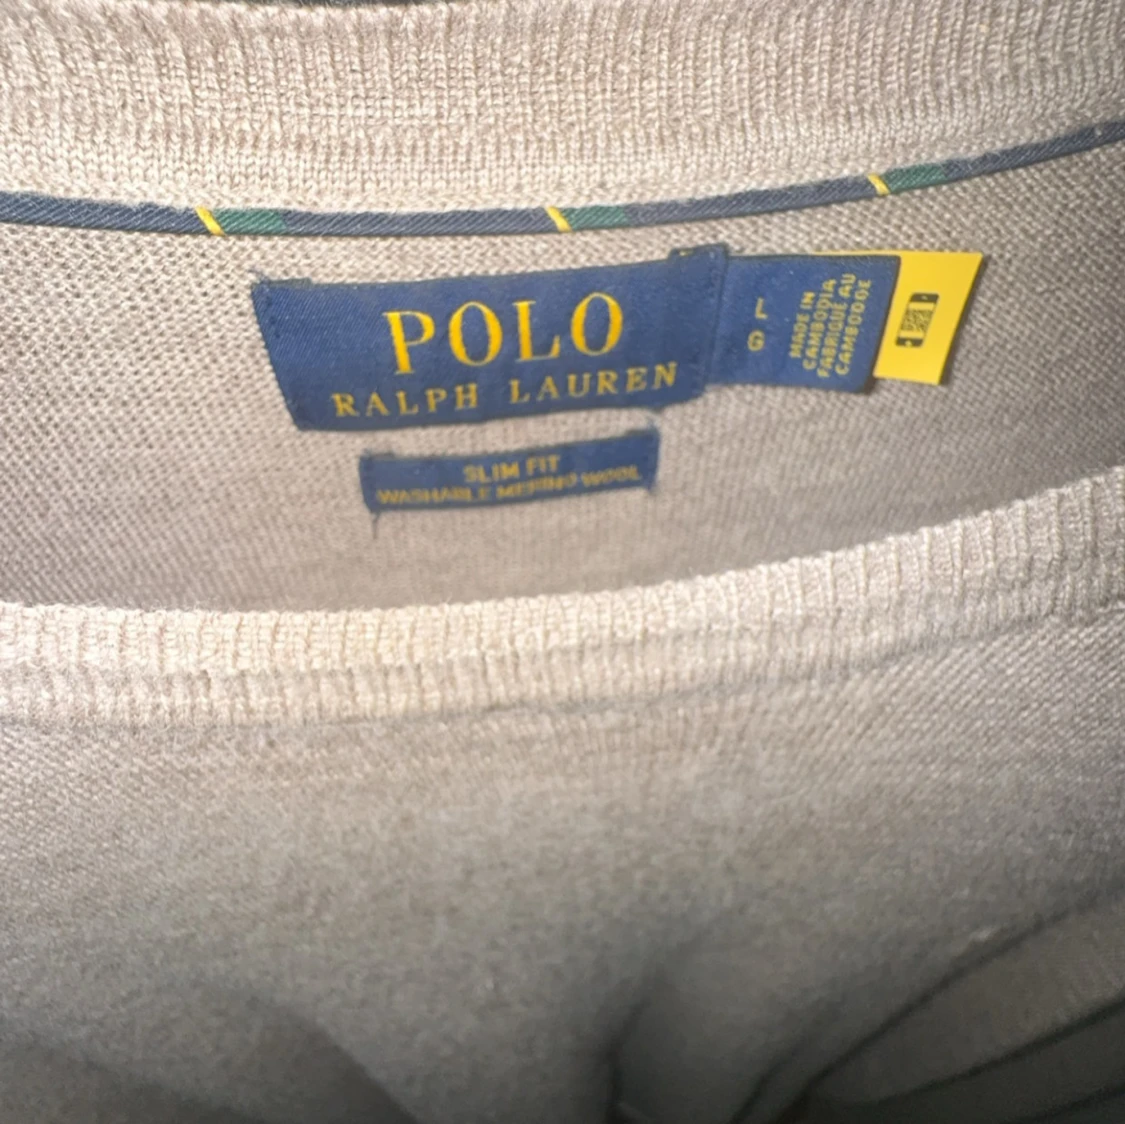 POLO
RALPH LAUREN
SLIM FIT
WASHABLE MERINO WOOL
L
G
MADE IN
CAMBODIA
FABRIQUÉ AU
CAMBODGE